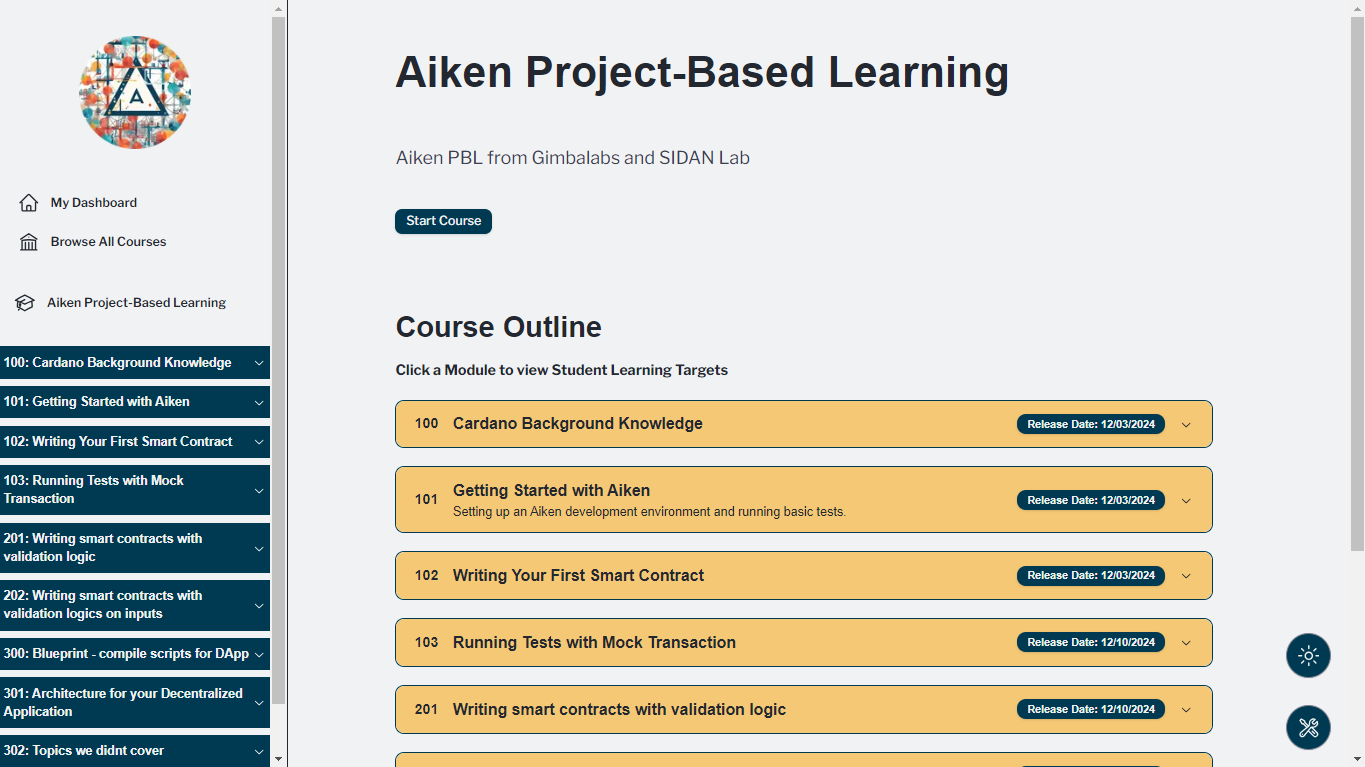 A
My Dashboard
Browse All Courses
Aiken Project-Based Learning
100: Cardano Background Knowledge
101: Getting Started with Aiken
102: Writing Your First Smart Contract
103: Running Tests with Mock
Transaction
201: Writing smart contracts with
validation logic
202: Writing smart contracts with
validation logics on inputs
300: Blueprint - compile scripts for DApp
301: Architecture for your Decentralized
Application
302: Topics we didnt cover
Aiken Project-Based Learning
Aiken PBL from Gimbalabs and SIDAN Lab
Start Course
Course Outline
Click a Module to view Student Learning Targets
100 Cardano Background Knowledge Release Date: 12/03/2024
101 Getting Started with Aiken Release Date: 12/03/2024
Setting up an Aiken development environment and running basic tests.
102 Writing Your First Smart Contract Release Date: 12/03/2024
103 Running Tests with Mock Transaction Release Date: 12/10/2024
201 Writing smart contracts with validation logic Release Date: 12/10/2024